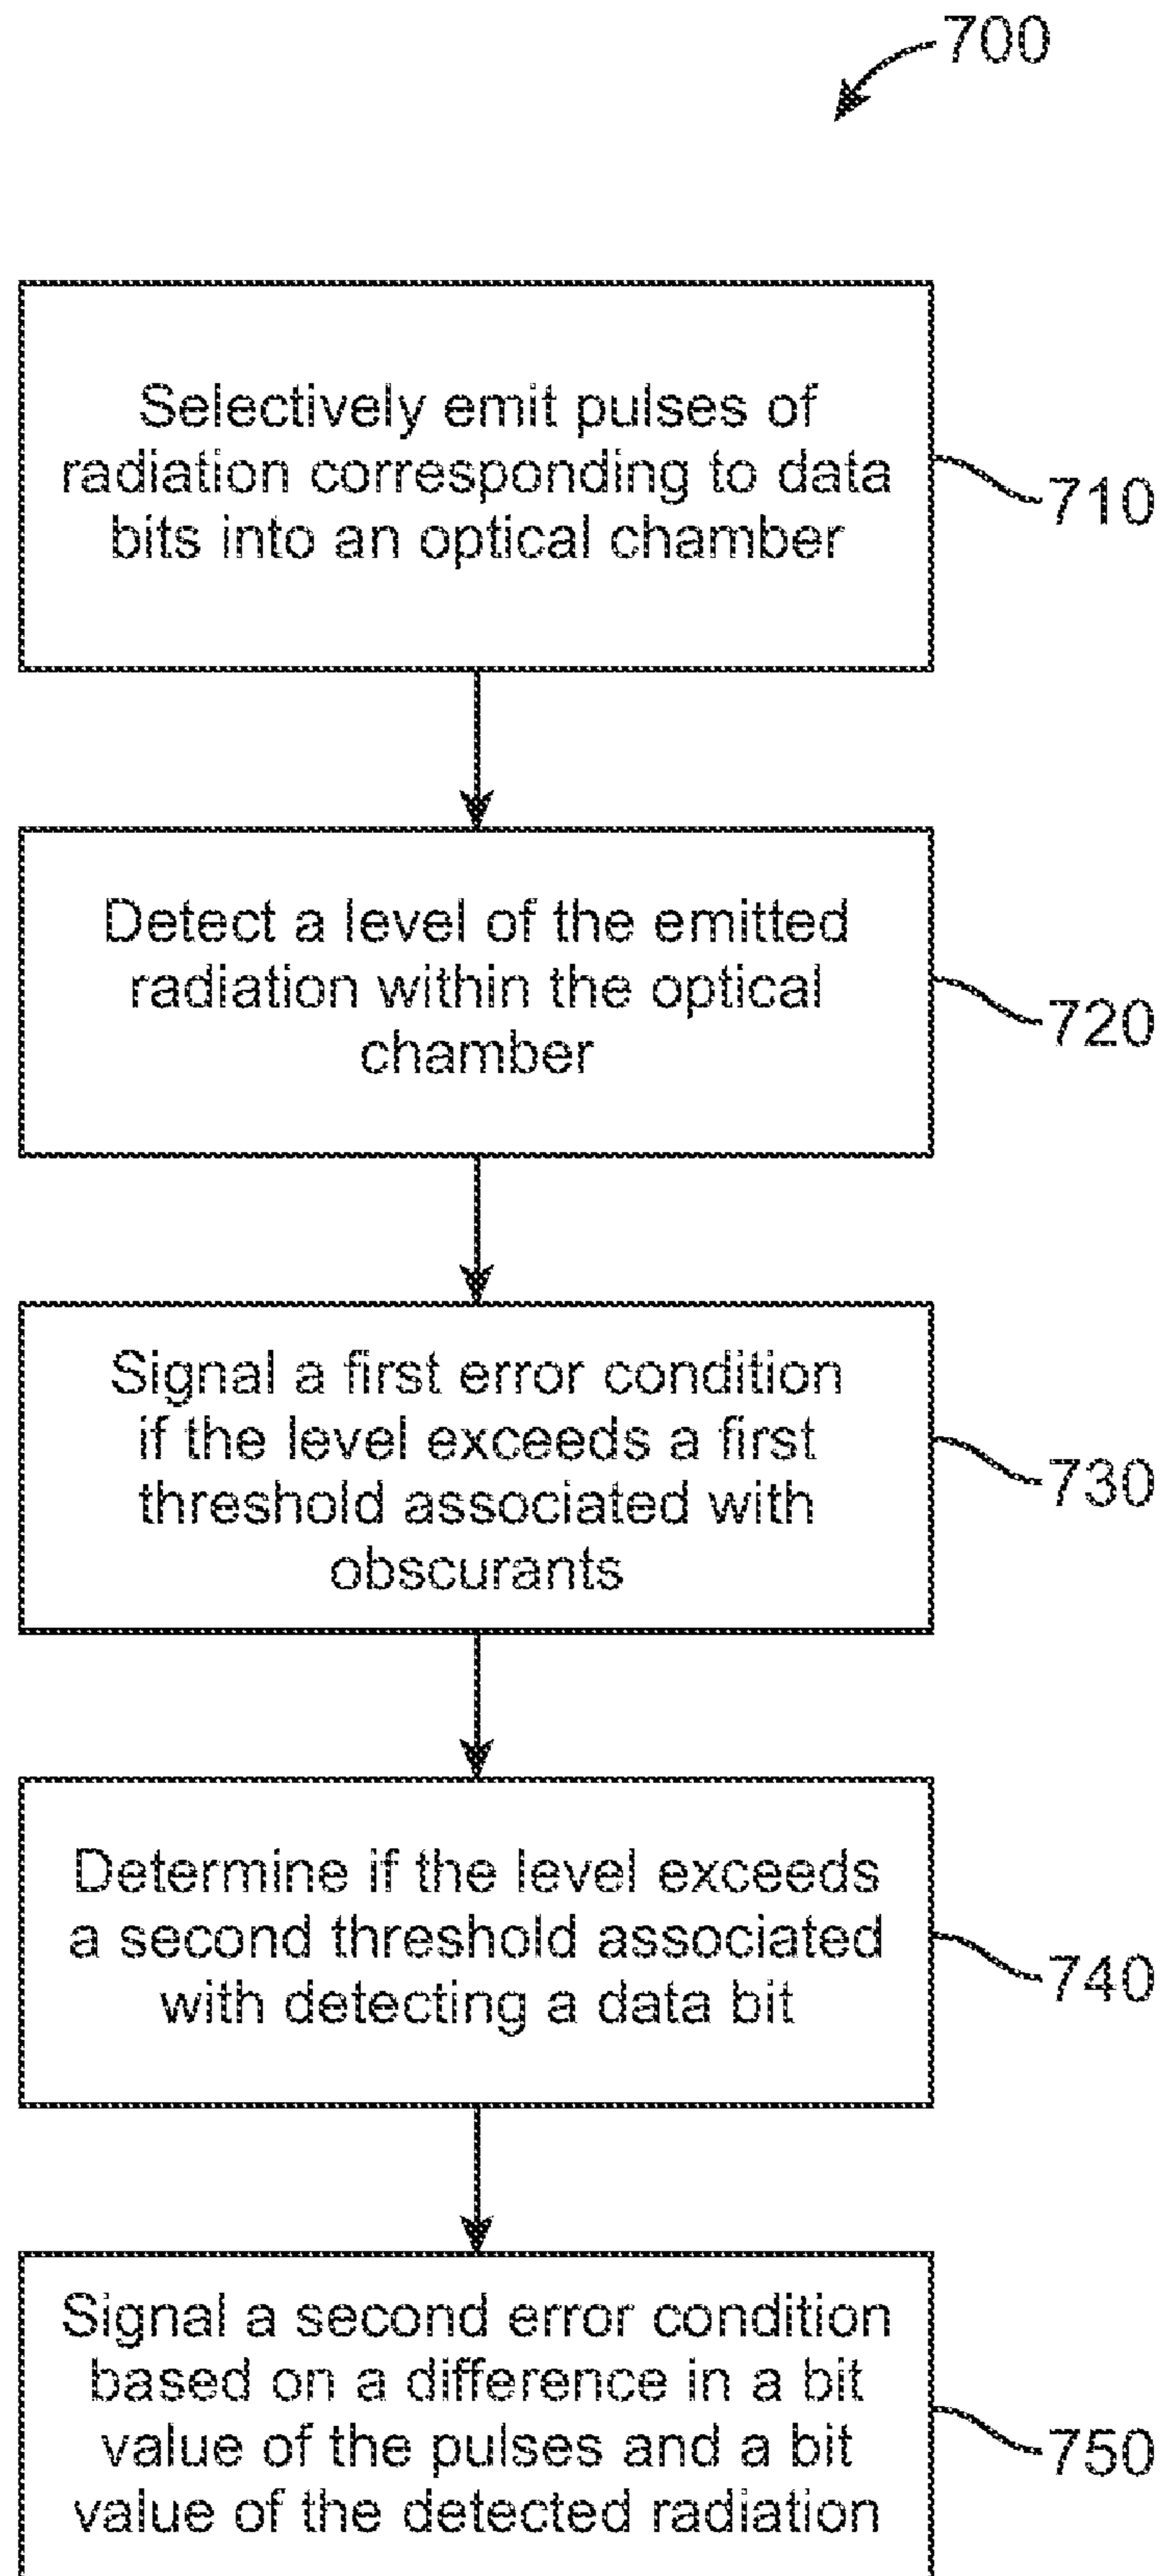 700
Selectively emit pulses of
radiation corresponding to data
bits into an optical chamber
710
Detect a level of the emitted
radiation within the optical
chamber
720
Signal a first error condition
if the level exceeds a first
threshold associated with
obscurants
730
Determine if the level exceeds
a second threshold associated
with detecting a data bit
740
Signal a second error condition
based on a difference in a bit
value of the pulses and a bit
value of the detected radiation
750